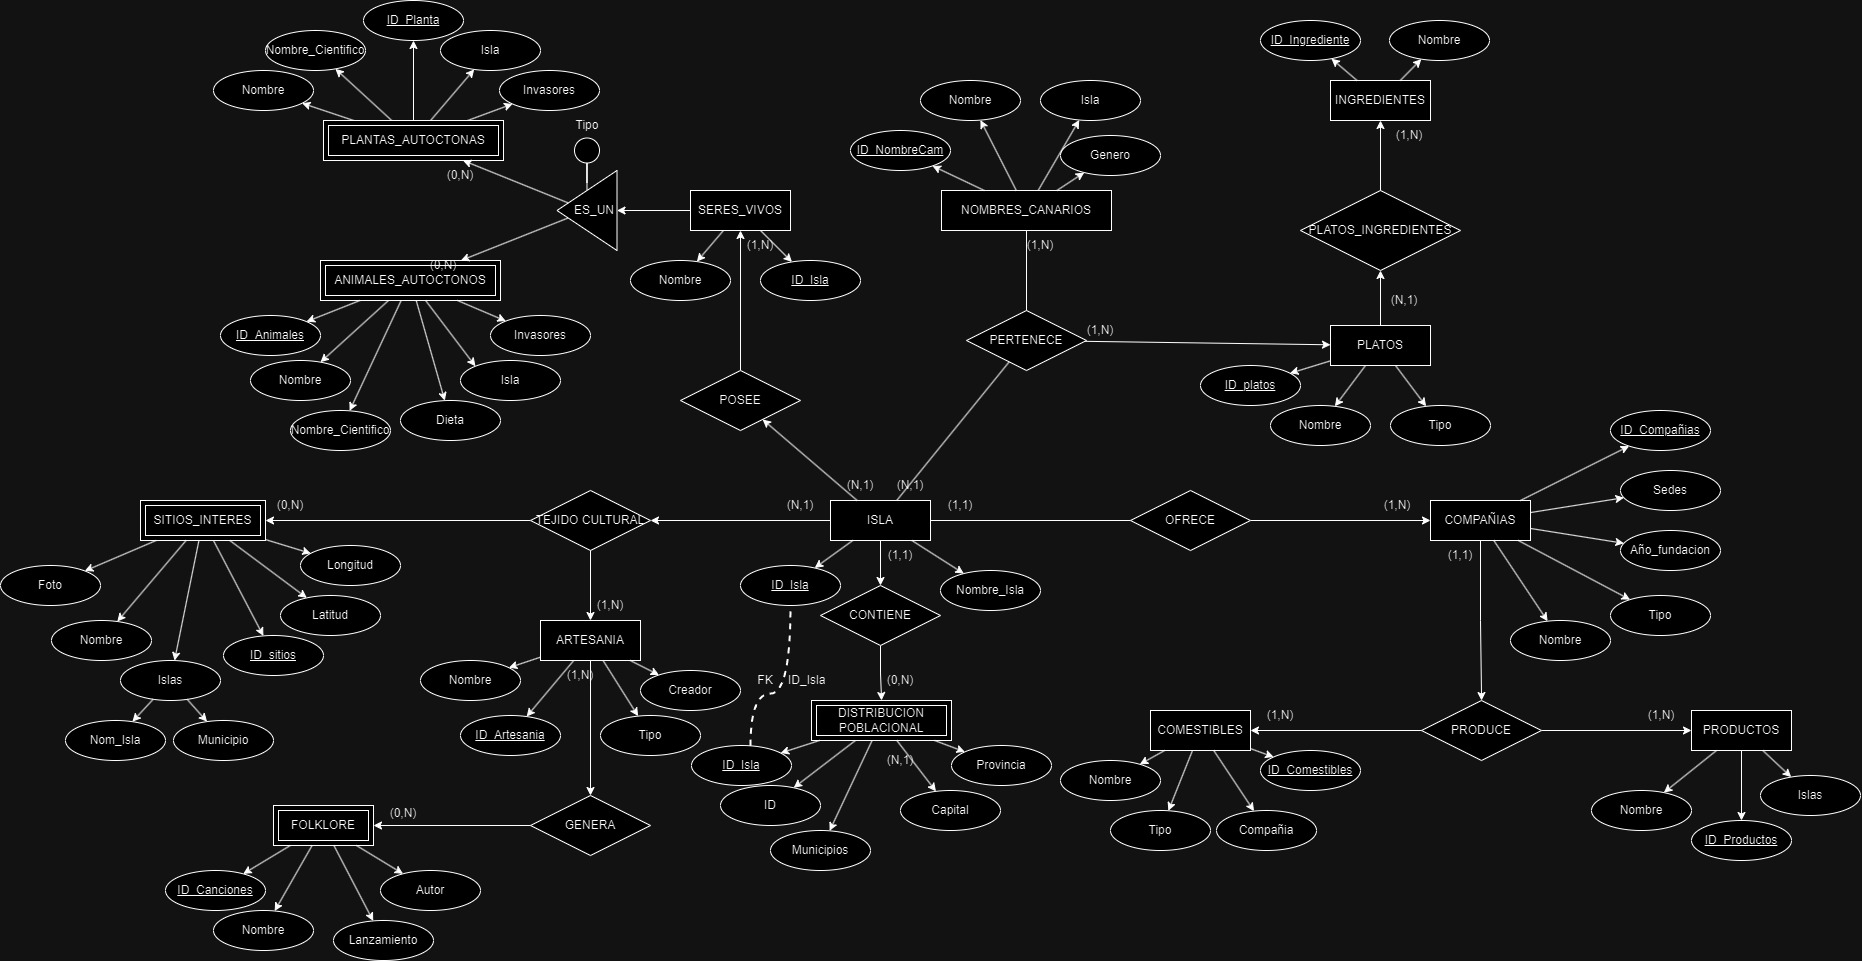 ID_Planta
Nombre_Cientifico
Isla
Nombre
Invasores
PLANTAS_AUTOCTONAS
Tipo
(0,N)
ES_UN
SERES_VIVOS
(1,N)
Nombre
ID_Isla
(0,N)
ANIMALES_AUTOCTONOS
ID_Animales
Invasores
Nombre
Isla
Nombre_Cientifico
Dieta
POSEE
Nombre
Isla
ID_NombreCam
Genero
NOMBRES_CANARIOS
(1,N)
PERTENECE
(1,N)
ID_Ingrediente
Nombre
INGREDIENTES
(1,N)
PLATOS_INGREDIENTES
(N,1)
PLATOS
ID_platos
Nombre
Tipo
(N,1)
(N,1)
(N,1)
ISLA
(1,1)
OFRECE
(1,N)
COMPAÑIAS
ID_Compañias
Sedes
Año_fundacion
Tipo
Nombre
(1,1)
SITIOS_INTERES
(0,N)
TEJIDO CULTURAL
Foto
Longitud
Latitud
Nombre
ID_sitios
Islas
Nom_Isla
Municipio
(1,N)
ARTESANIA
(1,N)
Nombre
Creador
ID_Artesania
Tipo
ID_Isla
(1,1)
Nombre_Isla
CONTIENE
FK
ID_Isla
(0,N)
DISTRIBUCION
POBLACIONAL
ID_Isla
(N,1)
Provincia
ID
Capital
Municipios
COMESTIBLES
(1,N)
PRODUCE
(1,N)
PRODUCTOS
Nombre
ID_Comestibles
Tipo
Compañia
Nombre
Islas
ID_Productos
FOLKLORE
(0,N)
GENERA
ID_Canciones
Autor
Nombre
Lanzamiento